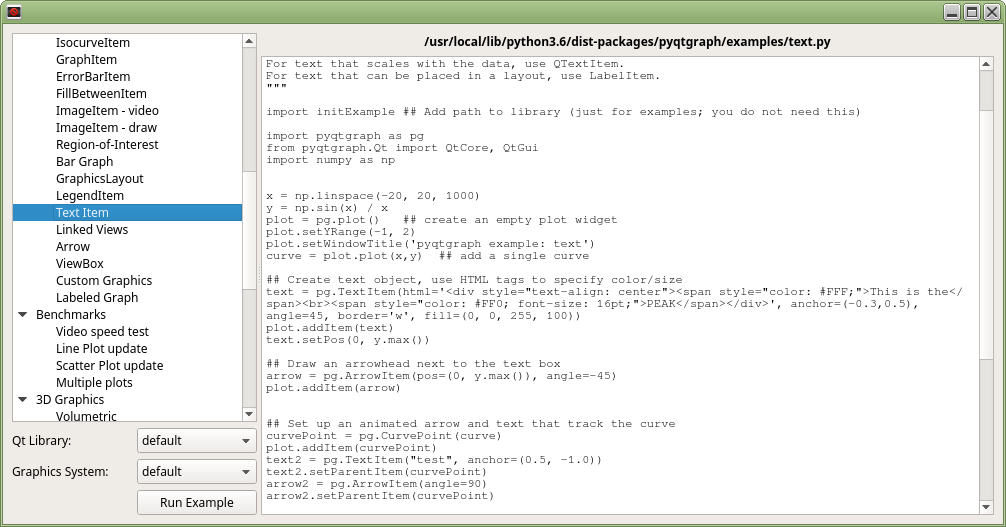 IsocurveItem
GraphItem
ErrorBarItem
FillBetweenItem
ImageItem - video
ImageItem - draw
Region-of-Interest
Bar Graph
GraphicsLayout
LegendItem
Text Item
Linked Views
Arrow
ViewBox
Custom Graphics
Labeled Graph
Benchmarks
Video speed test
Line Plot update
Scatter Plot update
Multiple plots
3D Graphics
Volumetric
Qt Library:
default
Graphics System:
default
Run Example
/usr/local/lib/python3.6/dist-packages/pyqtgraph/examples/text.py
For text that scales with the data, use QTextItem.
For text that can be placed in a layout, use LabelItem.
"""
import initExample ## Add path to library (just for examples; you do not need this)
import pyqtgraph as pg
from pyqtgraph.Qt import QtCore, QtGui
import numpy as np
x = np.linspace(-20, 20, 1000)
y = np.sin(x) / x
plot = pg.plot()   ## create an empty plot widget
plot.setYRange(-1, 2)
plot.setWindowTitle('pyqtgraph example: text')
curve = plot.plot(x,y)  ## add a single curve
## Create text object, use HTML tags to specify color/size
text = pg.TextItem(html='<div style="text-align: center"><span style="color: #FFF;">This is the</
span><br><span style="color: #FF0; font-size: 16pt;">PEAK</span></div>', anchor=(-0.3,0.5),
angle=45, border='w', fill=(0, 0, 255, 100))
plot.addItem(text)
text.setPos(0, y.max())
## Draw an arrowhead next to the text box
arrow = pg.ArrowItem(pos=(0, y.max()), angle=-45)
plot.addItem(arrow)
## Set up an animated arrow and text that track the curve
curvePoint = pg.CurvePoint(curve)
plot.addItem(curvePoint)
text2 = pg.TextItem("test", anchor=(0.5, -1.0))
text2.setParentItem(curvePoint)
arrow2 = pg.ArrowItem(angle=90)
arrow2.setParentItem(curvePoint)